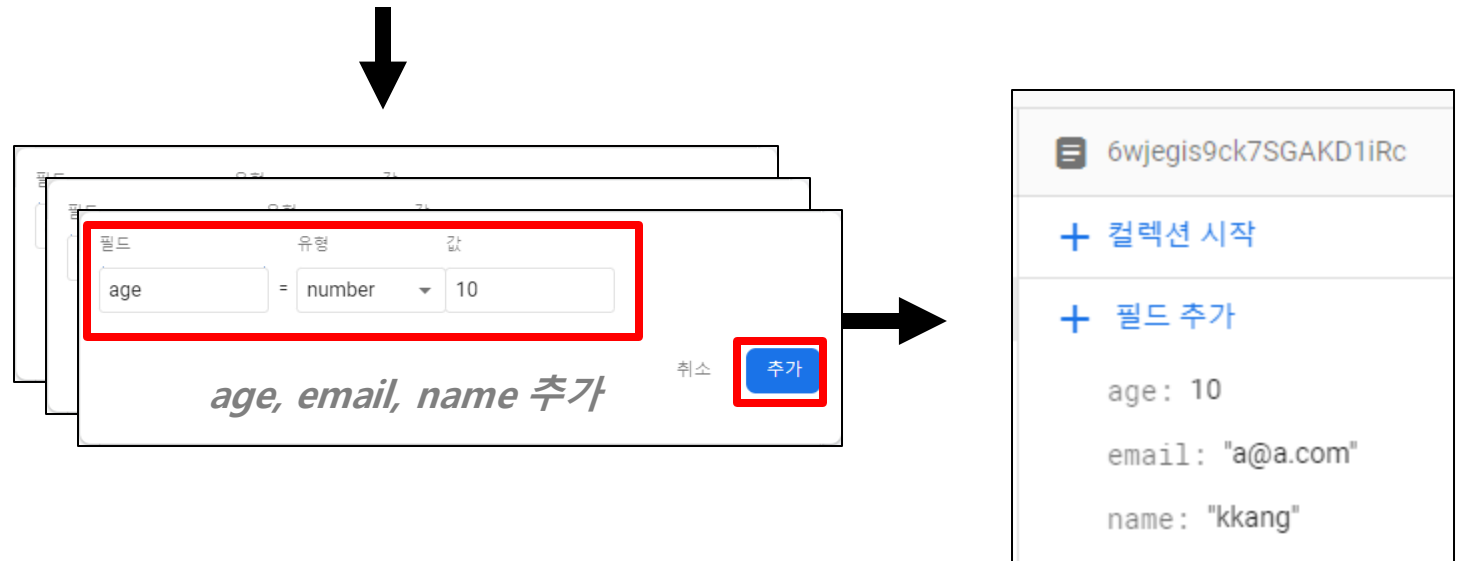 필드 유형 값
age = number 10
취소 추가
age, email, name 추가
6wjegis9ck7SGAKD1iRc
+ 컬렉션 시작
+ 필드 추가
age: 10
email: "a@a.com"
name: "kkang"